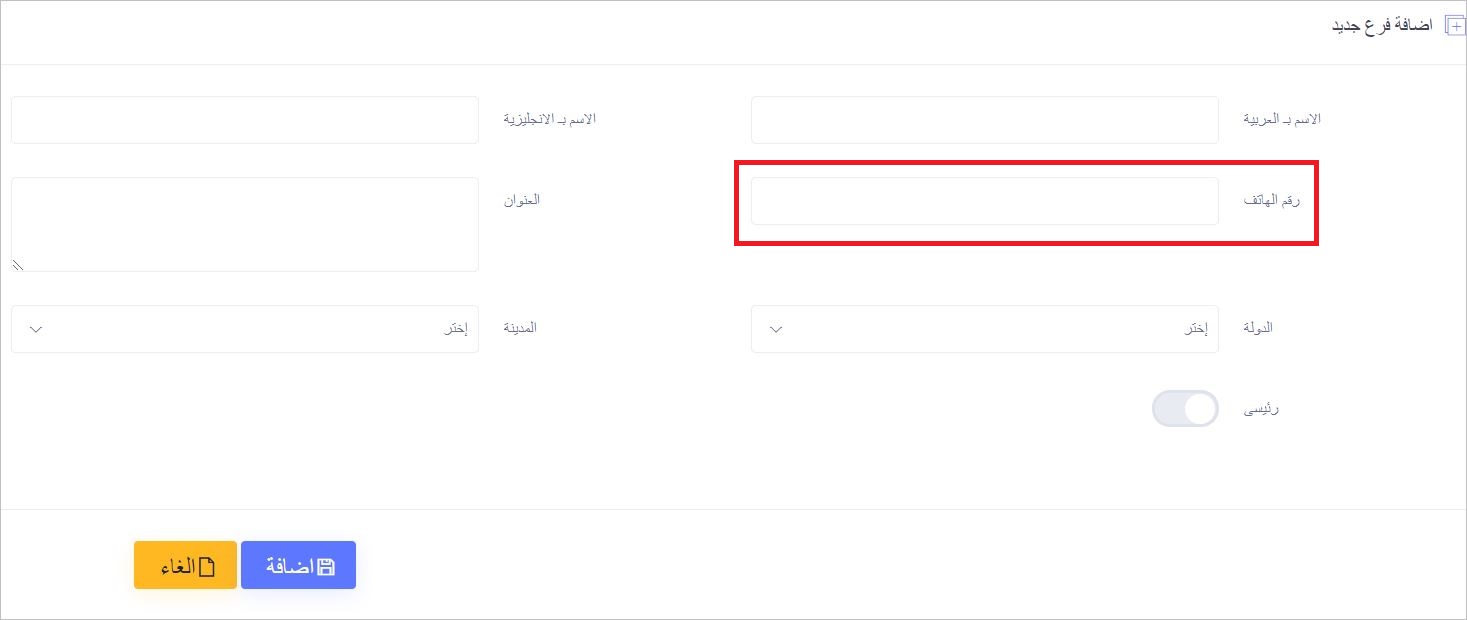 اضافة فرع جديد
الاسم بـ العربية
الاسم بـ الانجليزية
رقم الهاتف
العنوان
الدولة
إختر
المدينة
إختر
رئيسى
اضافة
الغاء